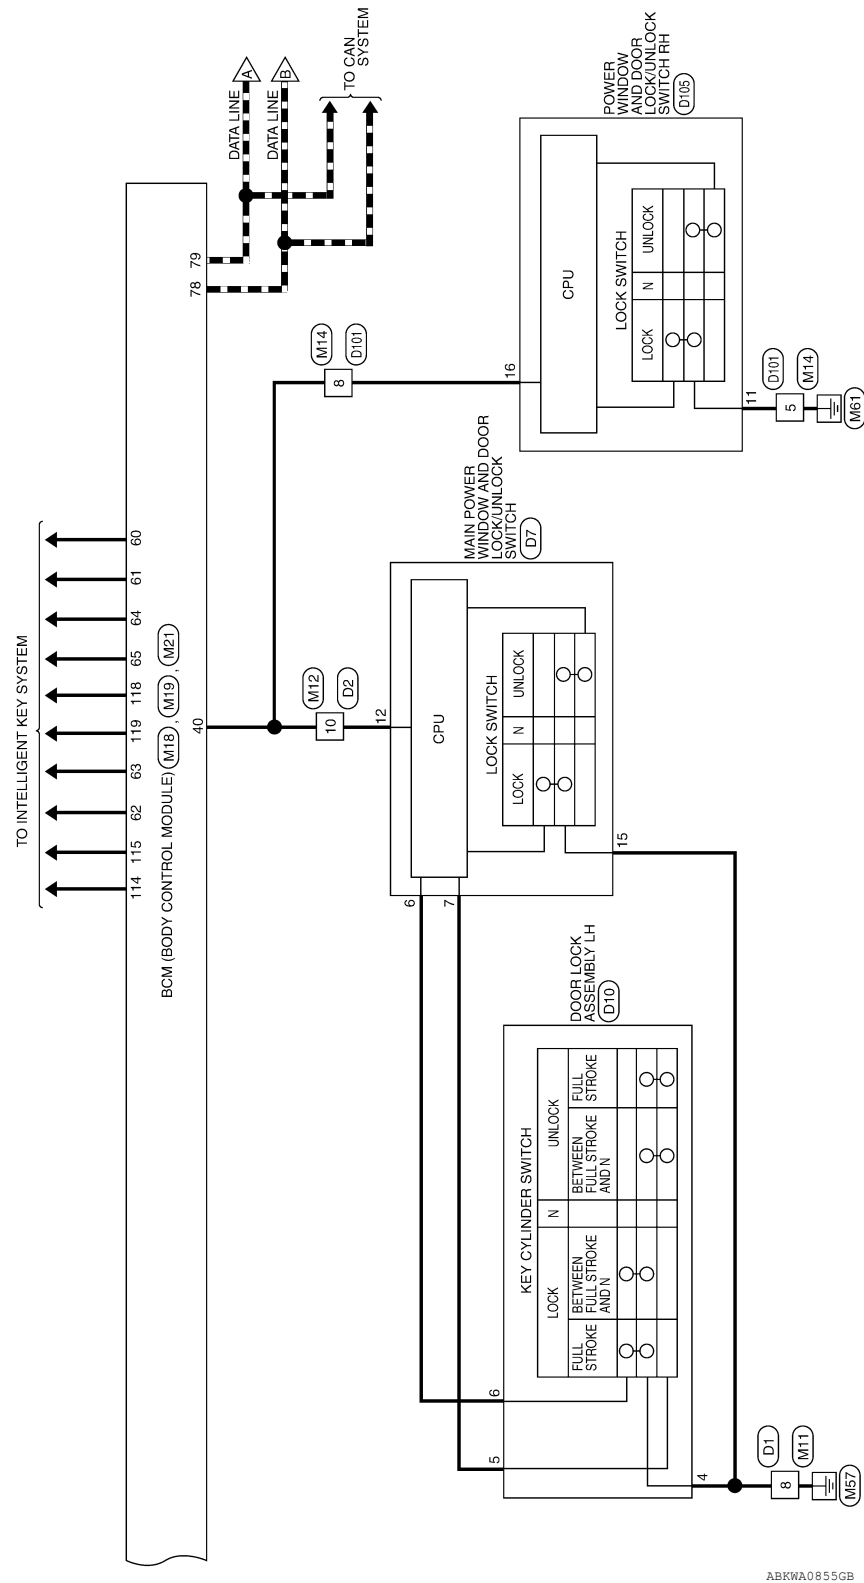 TO INTELLIGENT KEY SYSTEM
114
115
62
63
119
118
65
64
61
60
BCM (BODY CONTROL MODULE) M18 , M19 , M21
40
78
79
DATA LINE
A
DATA LINE
B
TO CAN
SYSTEM
M12
10
D2
M14
8
D101
12
MAIN POWER
WINDOW AND DOOR
LOCK/UNLOCK
SWITCH
D7
CPU
LOCK SWITCH
LOCK
N
UNLOCK
6
7
15
16
POWER
WINDOW
AND DOOR
LOCK/UNLOCK
SWITCH RH
D105
CPU
LOCK SWITCH
LOCK
N
UNLOCK
11
D101
5
M14
M61
DOOR LOCK
ASSEMBLY LH
D10
KEY CYLINDER SWITCH
LOCK
N
UNLOCK
FULL
STROKE
BETWEEN
FULL STROKE
AND N
BETWEEN
FULL STROKE
AND N
FULL
STROKE
5
6
4
D1
8
M11
M57
ABKWA0855GB